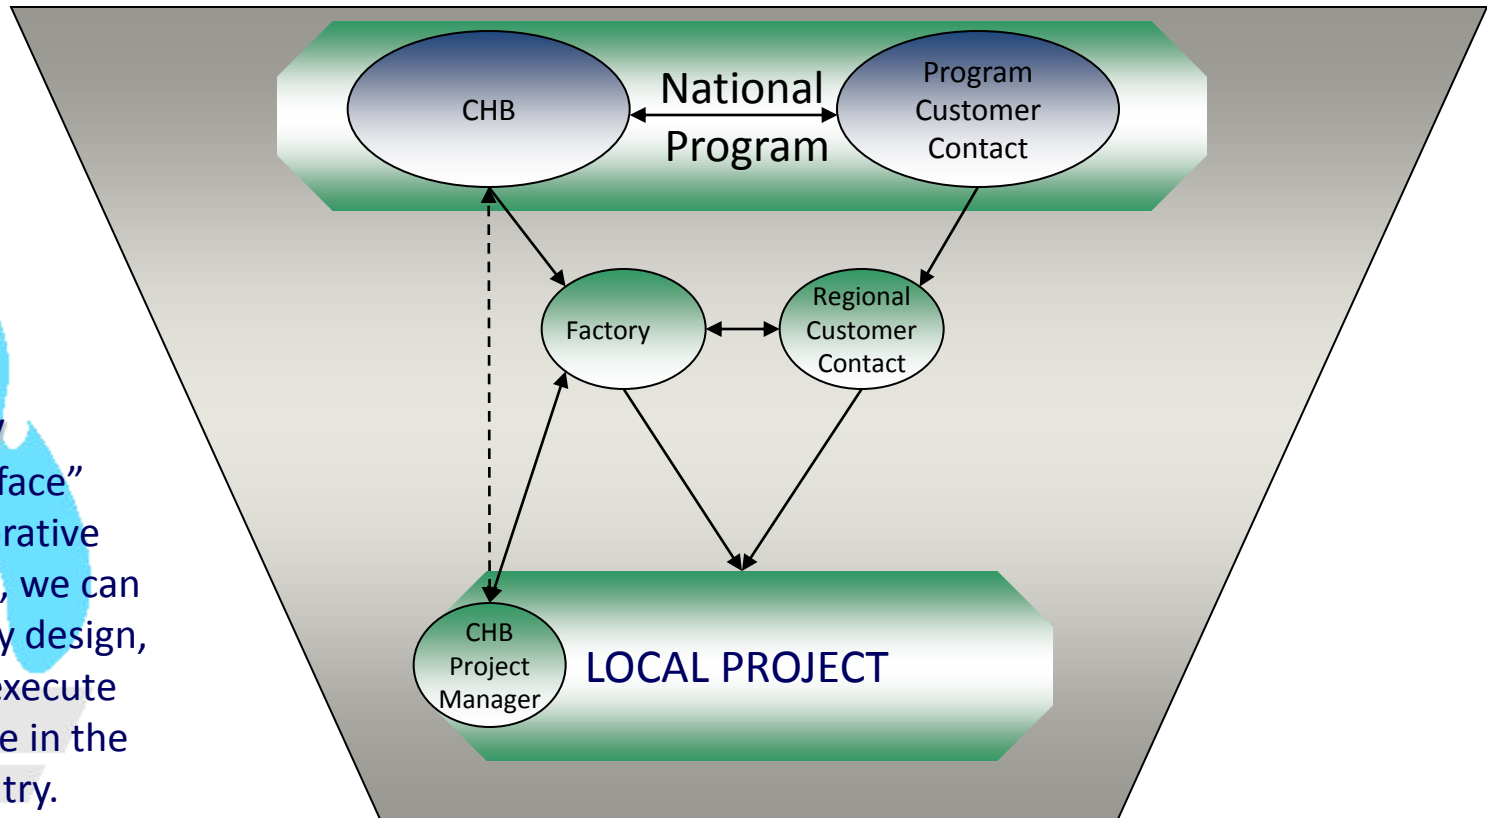 CHB
National
Program
Program
Customer
Contact
Factory
Regional
Customer
Contact
CHB
Project
Manager
LOCAL PROJECT
face”
rative
, we can
y design,
execute
e in the
try.